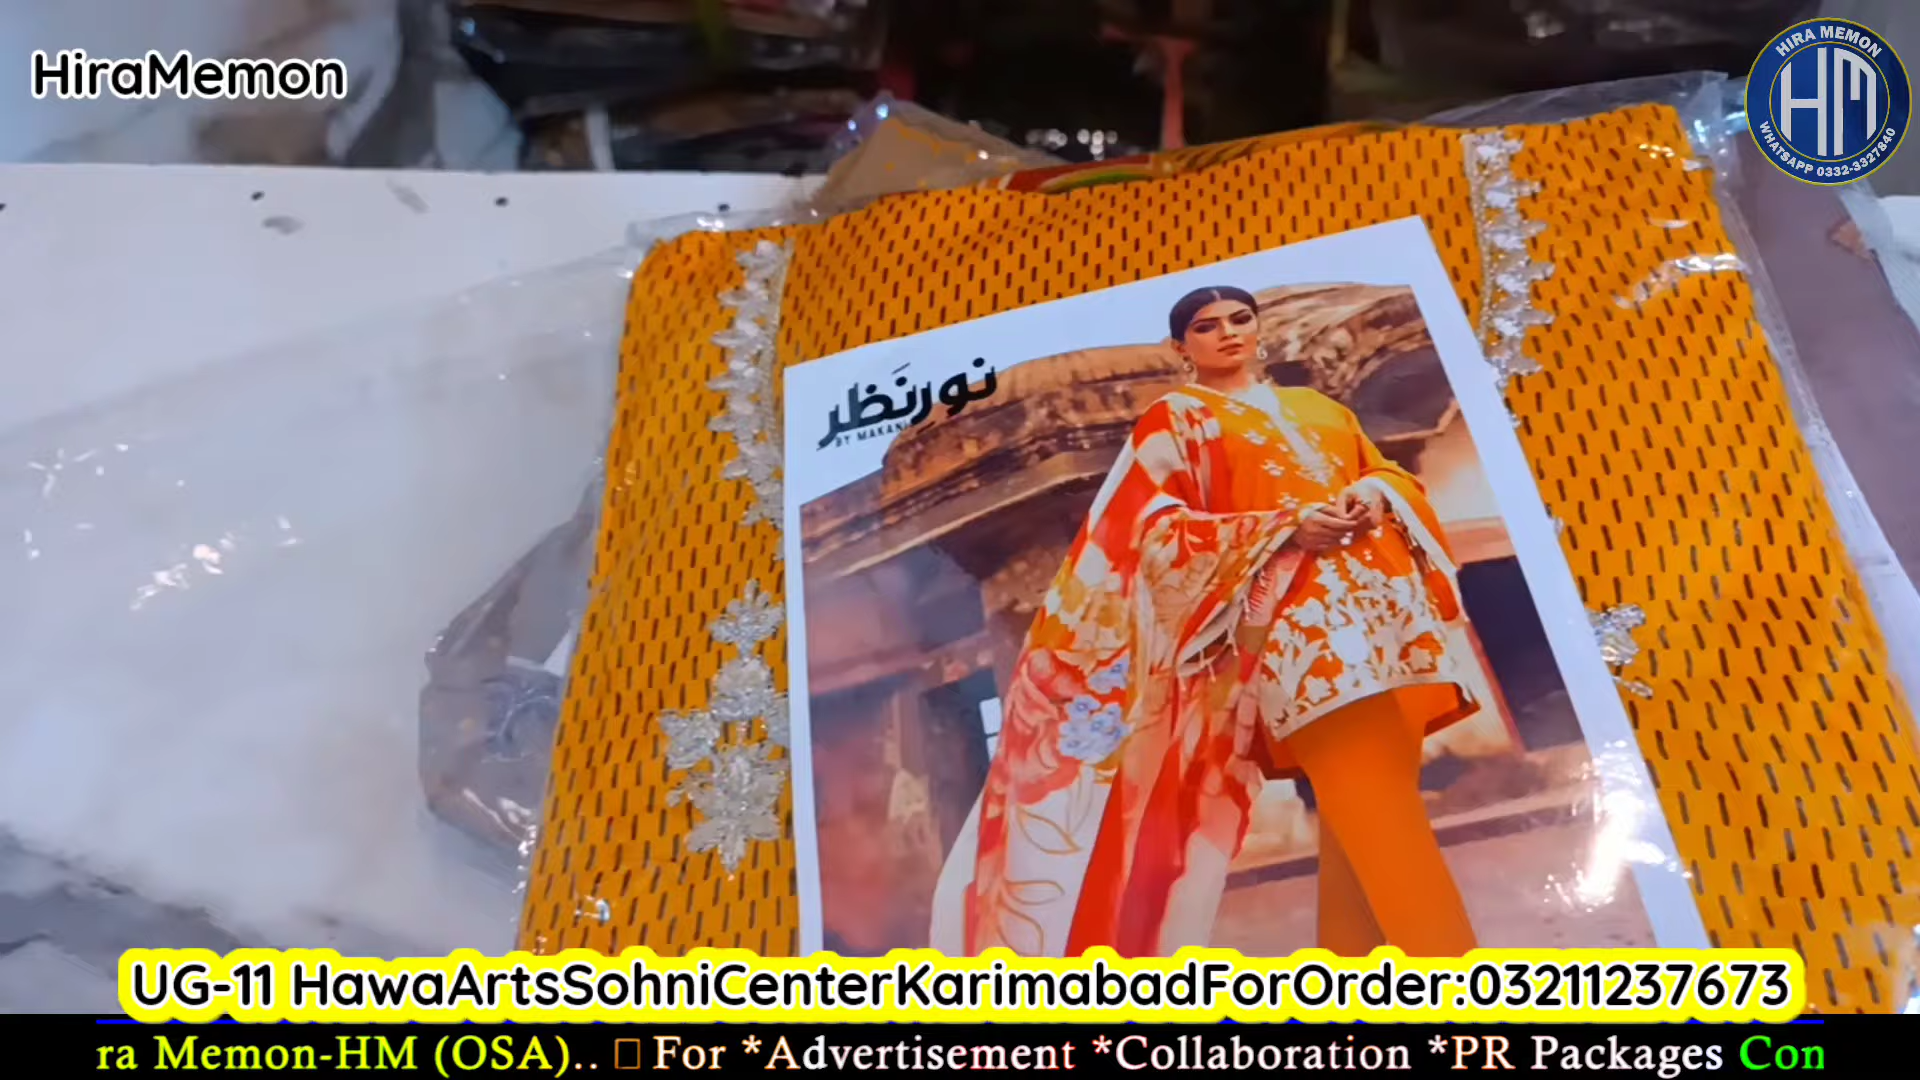 HiraMemon
HIRA MEMON
HM
WHATSAPP 0332-3327840
نورِنَظر
BY MAKANI
UG-11 HawaArtsSohniCenterKarimabadForOrder:03211237673
ra Memon-HM (OSA).. □ For *Advertisement *Collaboration *PR Packages Con